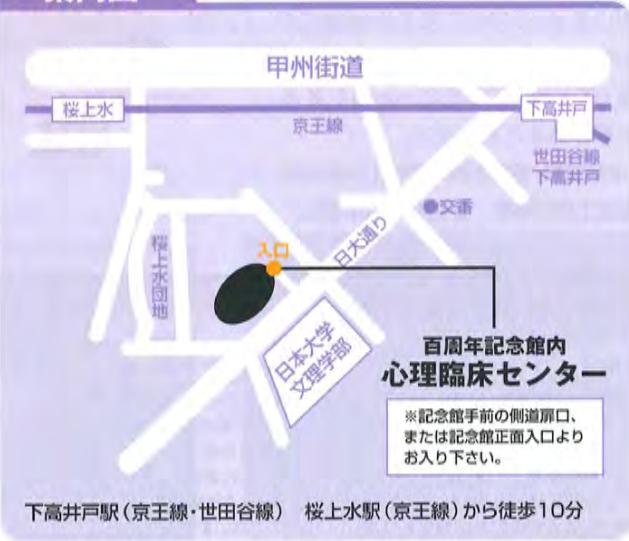 甲州街道
桜上水
下高井戸
京王線
世田谷線
下高井戸
●交番
日大通り
桜上水団地
入口
日本大学
文理学部
百周年記念館内
心理臨床センター
※記念館手前の側道扉口、
または記念館正面入口より
お入り下さい。
下高井戸駅（京王線・世田谷線）　桜上水駅（京王線）から徒歩10分